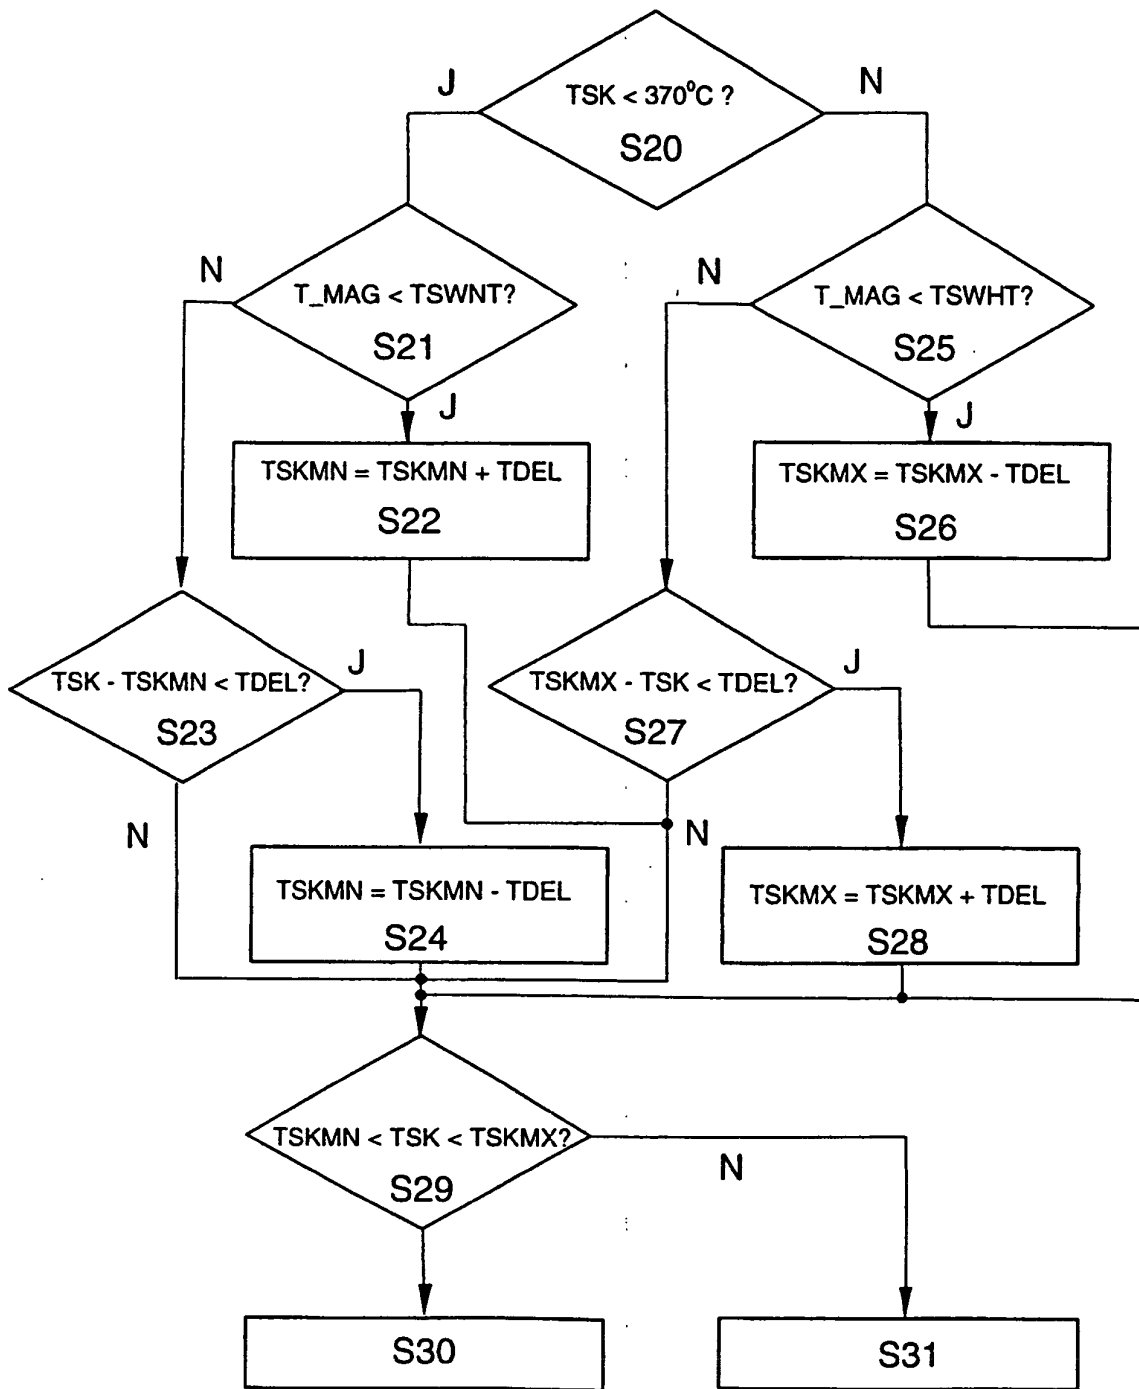 J
N
TSK < 370°C ?
S20
N
T_MAG < TSWNT?
S21
J
N
T_MAG < TSWHT?
S25
J
TSKMN = TSKMN + TDEL
S22
TSKMX = TSKMX - TDEL
S26
TSK - TSKMN < TDEL?
S23
J
N
TSKMX - TSK < TDEL?
S27
J
N
TSKMN = TSKMN - TDEL
S24
TSKMX = TSKMX + TDEL
S28
TSKMN < TSK < TSKMX?
S29
N
S30
S31